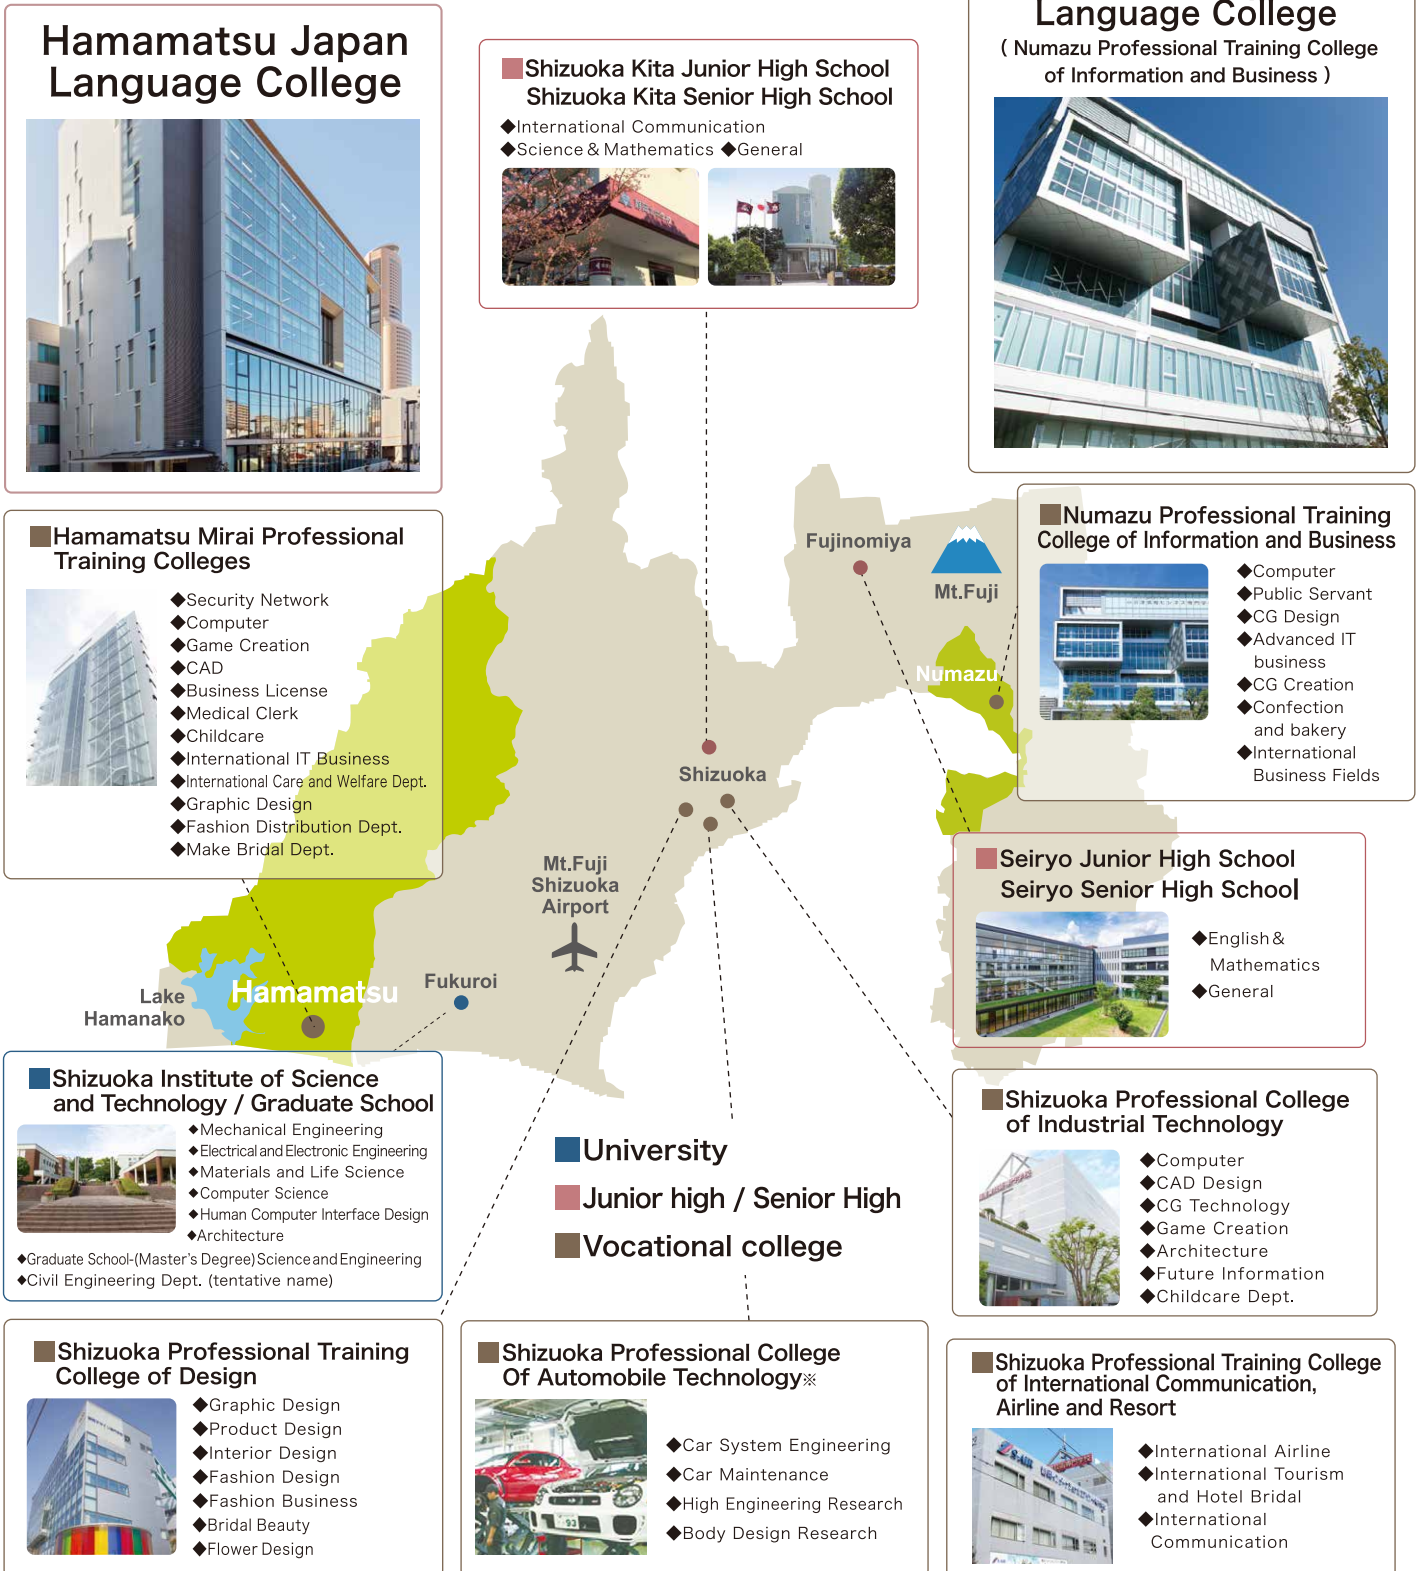 Hamamatsu Japan
Language College
Shizuoka Kita Junior High School
Shizuoka Kita Senior High School
◆International Communication
◆Science & Mathematics ◆General
Language College
( Numazu Professional Training College
of Information and Business )
Hamamatsu Mirai Professional
Training Colleges
◆Security Network
◆Computer
◆Game Creation
◆CAD
◆Business License
◆Medical Clerk
◆Childcare
◆International IT Business
◆International Care and Welfare Dept.
◆Graphic Design
◆Fashion Distribution Dept.
◆Make Bridal Dept.
Fujinomiya
Mt.Fuji
Numazu
Numazu Professional Training
College of Information and Business
◆Computer
◆Public Servant
◆CG Design
◆Advanced IT
business
◆CG Creation
◆Confection
and bakery
◆International
Business Fields
Shizuoka
Mt.Fuji
Shizuoka
Airport
Fukuroi
Lake
Hamanako
Hamamatsu
Seiryo Junior High School
Seiryo Senior High School
◆English &
Mathematics
◆General
Shizuoka Institute of Science
and Technology / Graduate School
◆Mechanical Engineering
◆Electrical and Electronic Engineering
◆Materials and Life Science
◆Computer Science
◆Human Computer Interface Design
◆Architecture
◆Graduate School-(Master's Degree) Science and Engineering
◆Civil Engineering Dept. (tentative name)
University
Junior high / Senior High
Vocational college
Shizuoka Professional College
of Industrial Technology
◆Computer
◆CAD Design
◆CG Technology
◆Game Creation
◆Architecture
◆Future Information
◆Childcare Dept.
Shizuoka Professional Training
College of Design
◆Graphic Design
◆Product Design
◆Interior Design
◆Fashion Design
◆Fashion Business
◆Bridal Beauty
◆Flower Design
Shizuoka Professional College
Of Automobile Technology※
◆Car System Engineering
◆Car Maintenance
◆High Engineering Research
◆Body Design Research
Shizuoka Professional Training College
of International Communication,
Airline and Resort
◆International Airline
◆International Tourism
and Hotel Bridal
◆International
Communication